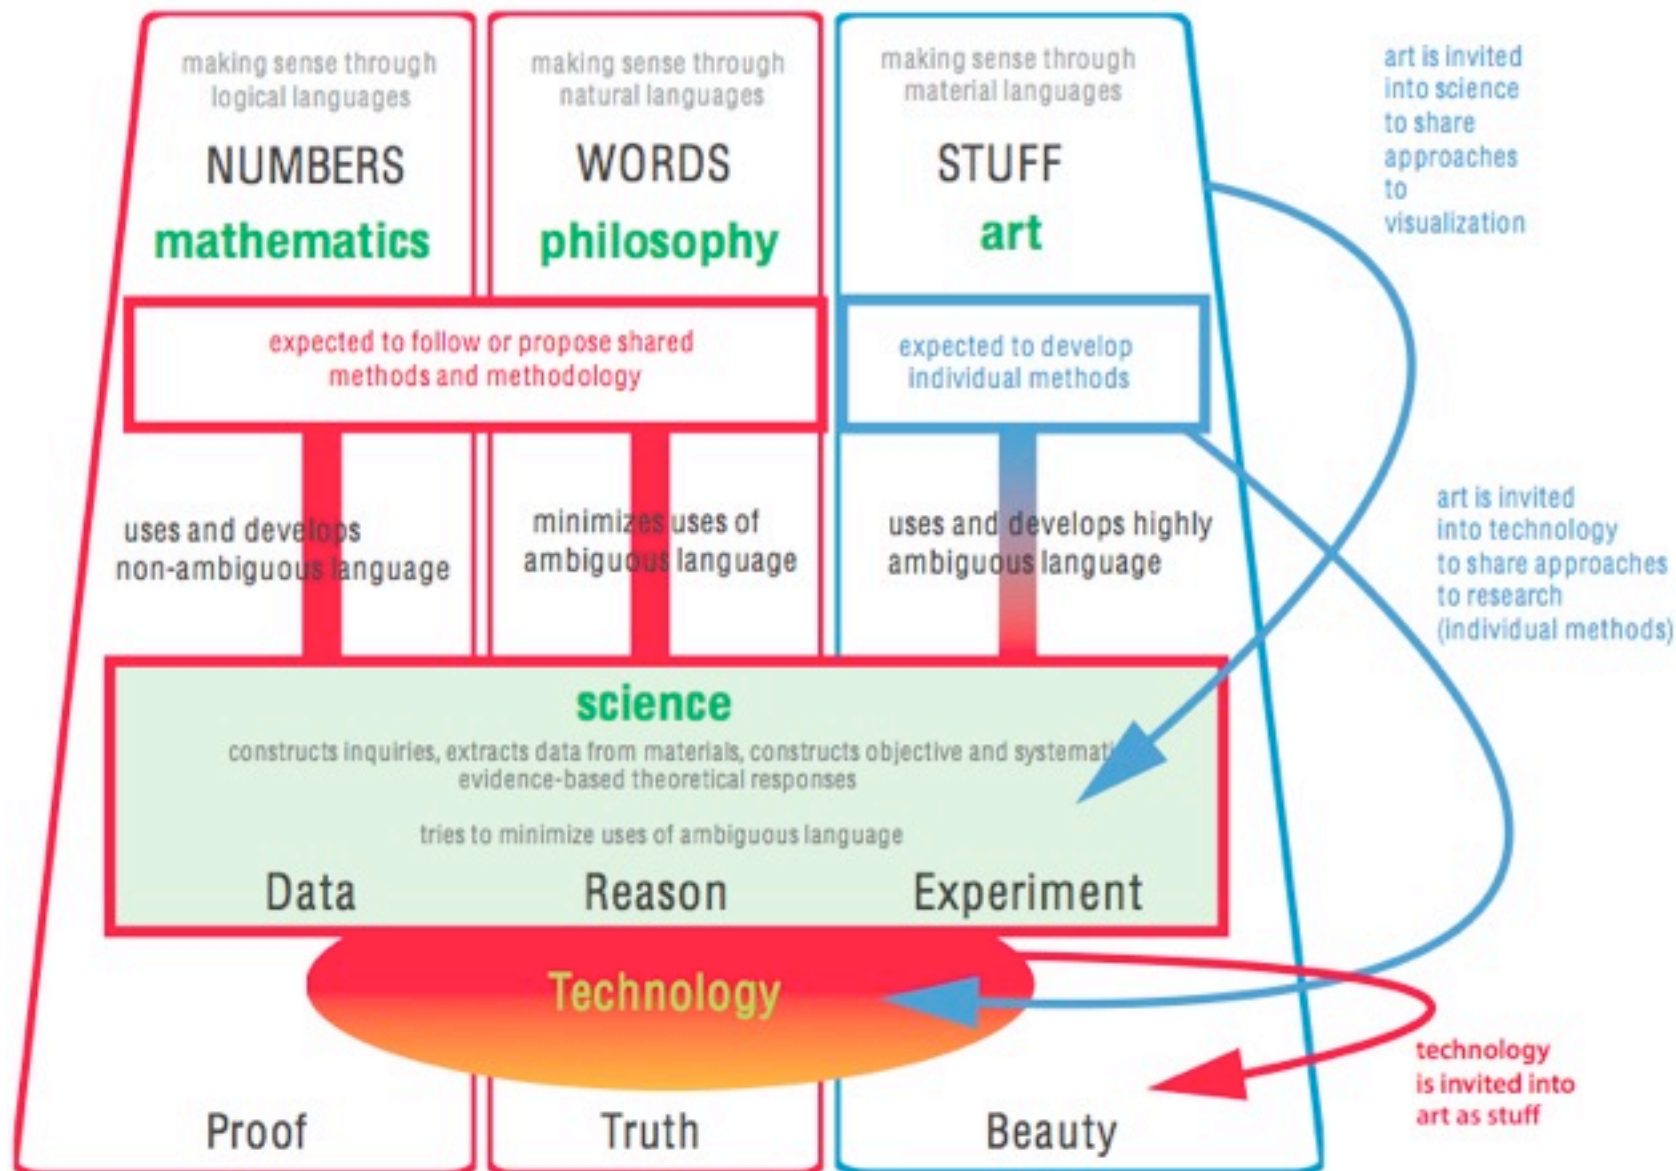 making sense through
logical languages
NUMBERS
mathematics
making sense through
natural languages
WORDS
philosophy
making sense through
material languages
STUFF
art
art is invited
into science
to share
approaches
to
visualization
expected to follow or propose shared
methods and methodology
expected to develop
individual methods
uses and develops
non-ambiguous language
minimizes uses of
ambiguous language
uses and develops highly
ambiguous language
art is invited
into technology
to share approaches
to research
(individual methods)
science
constructs inquiries, extracts data from materials, constructs objective and systemati
evidence-based theoretical responses
tries to minimize uses of ambiguous language
Data
Reason
Experiment
Technology
technology
is invited into
art as stuff
Proof
Truth
Beauty